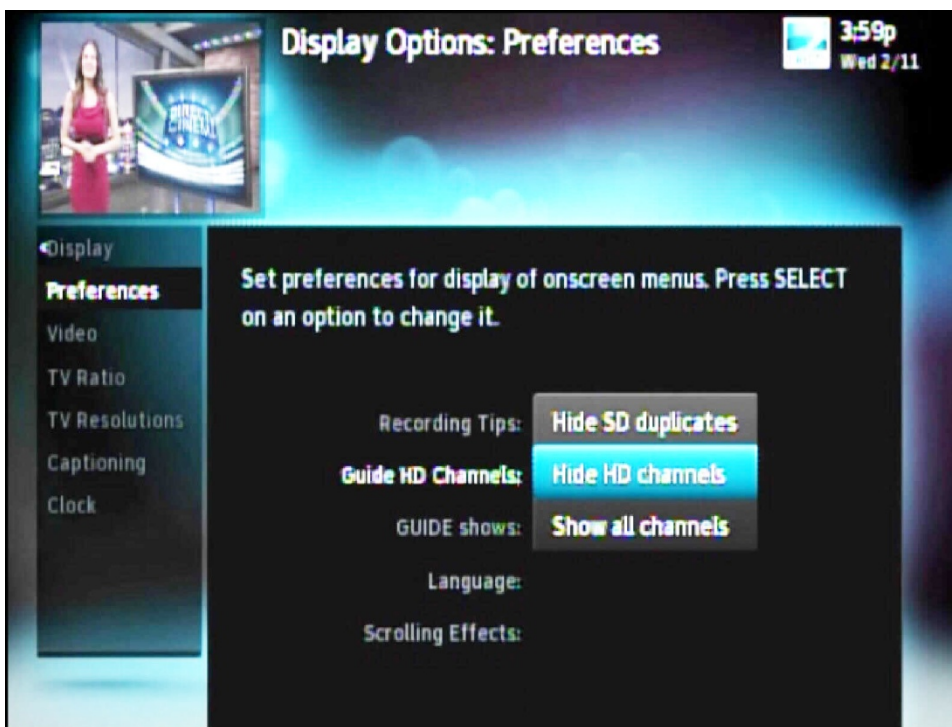 Display Options: Preferences
3:59p
Wed 2/11
DIRECTV
CINEMA
Display
Preferences
Video
TV Ratio
TV Resolutions
Captioning
Clock
Set preferences for display of onscreen menus. Press SELECT
on an option to change it.
Recording Tips:
Hide SD duplicates
Guide HD Channels:
Hide HD channels
GUIDE shows:
Show all channels
Language:
Scrolling Effects: